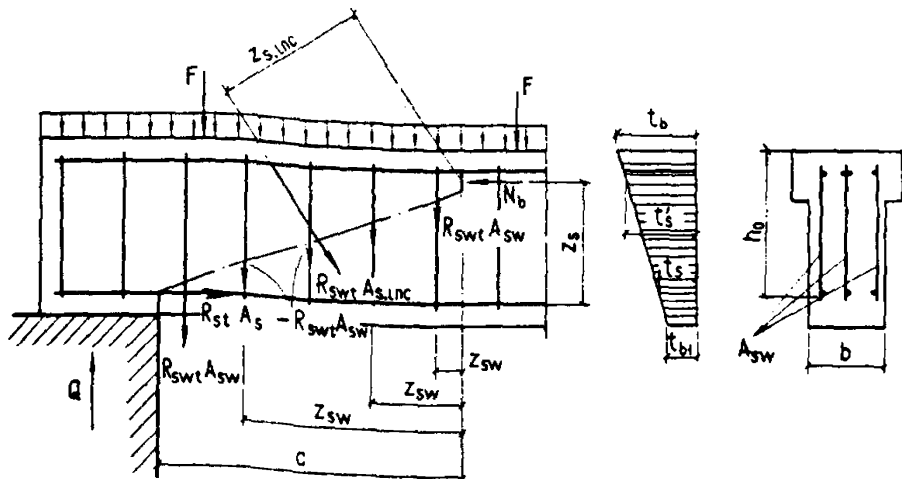 z_s,inc
F
F
N_b
z_s
R_swt A_sw
R_swt A_s,inc
R_st A_s
R_swt A_sw
R_swt A_sw
Q
z_sw
z_sw
z_sw
c
t_b
t'_s
t_s
t_b1
h_0
A_sw
b